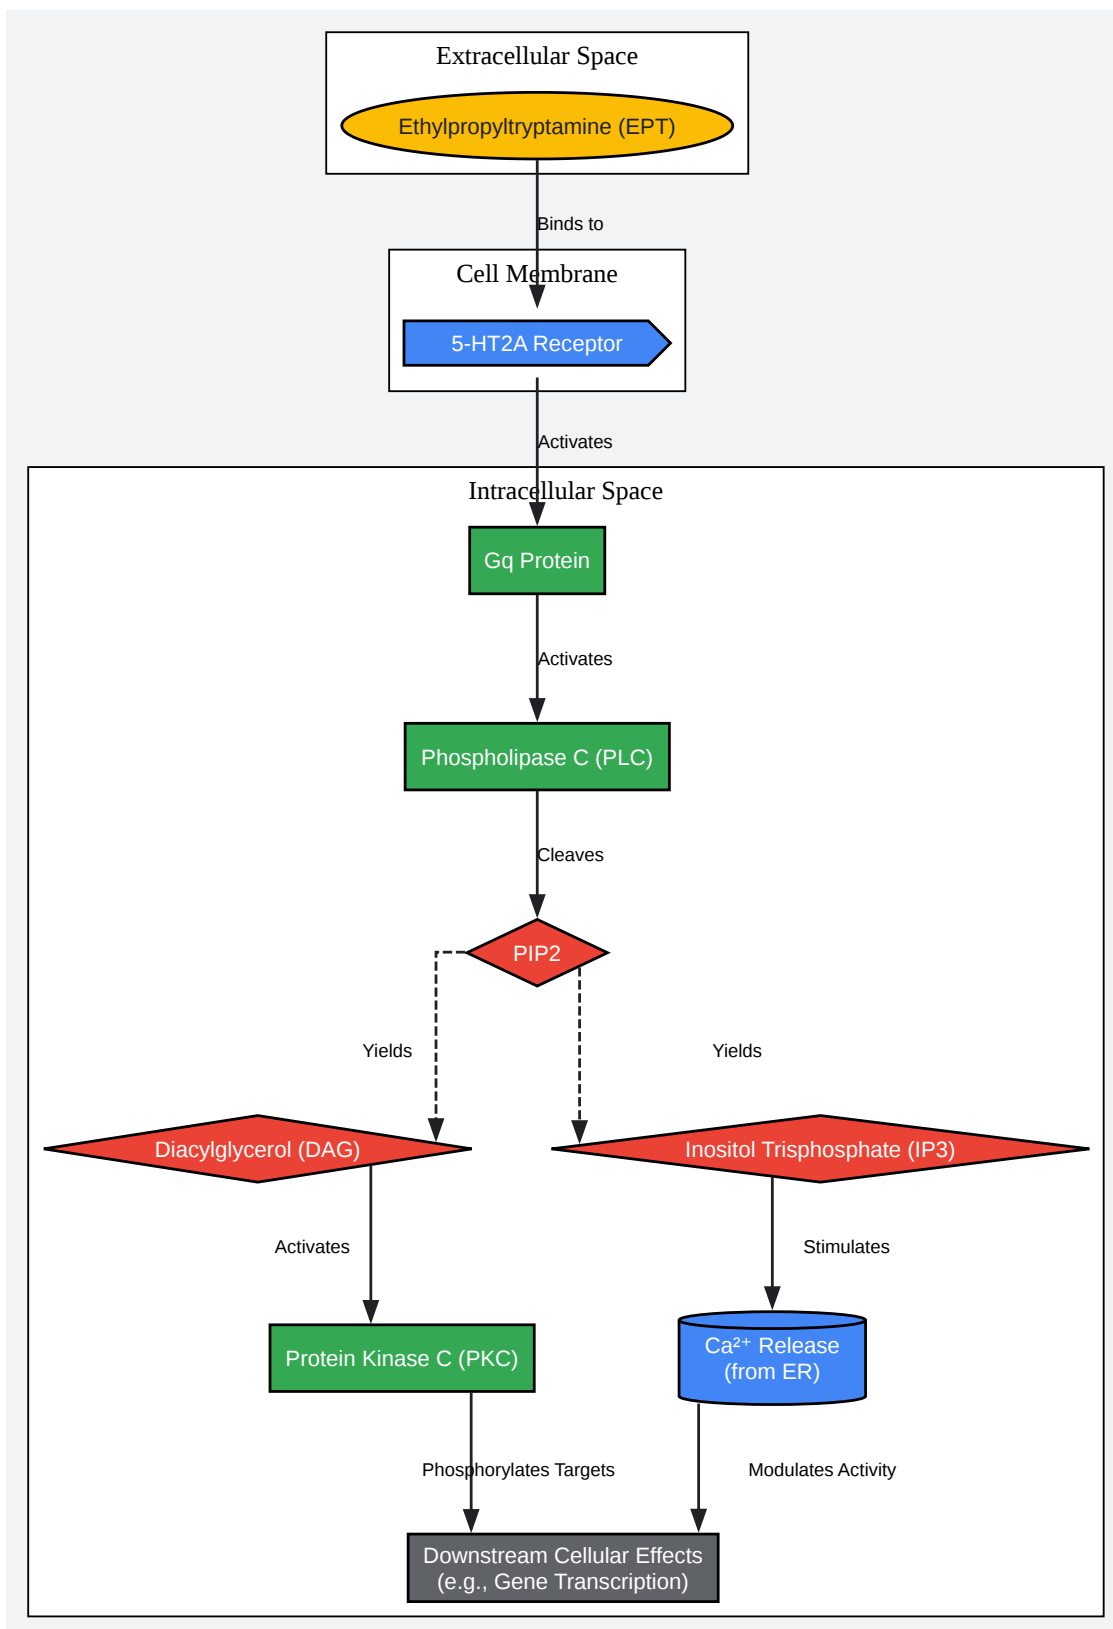 Extracellular Space
Ethylpropyltryptamine (EPT)
Binds to
Cell Membrane
5-HT2A Receptor
Activates
Intracellular Space
Gq Protein
Activates
Phospholipase C (PLC)
Cleaves
PIP2
Yields
Yields
Diacylglycerol (DAG)
Inositol Trisphosphate (IP3)
Activates
Stimulates
Protein Kinase C (PKC)
Ca²⁺ Release
(from ER)
Phosphorylates Targets
Modulates Activity
Downstream Cellular Effects
(e.g., Gene Transcription)